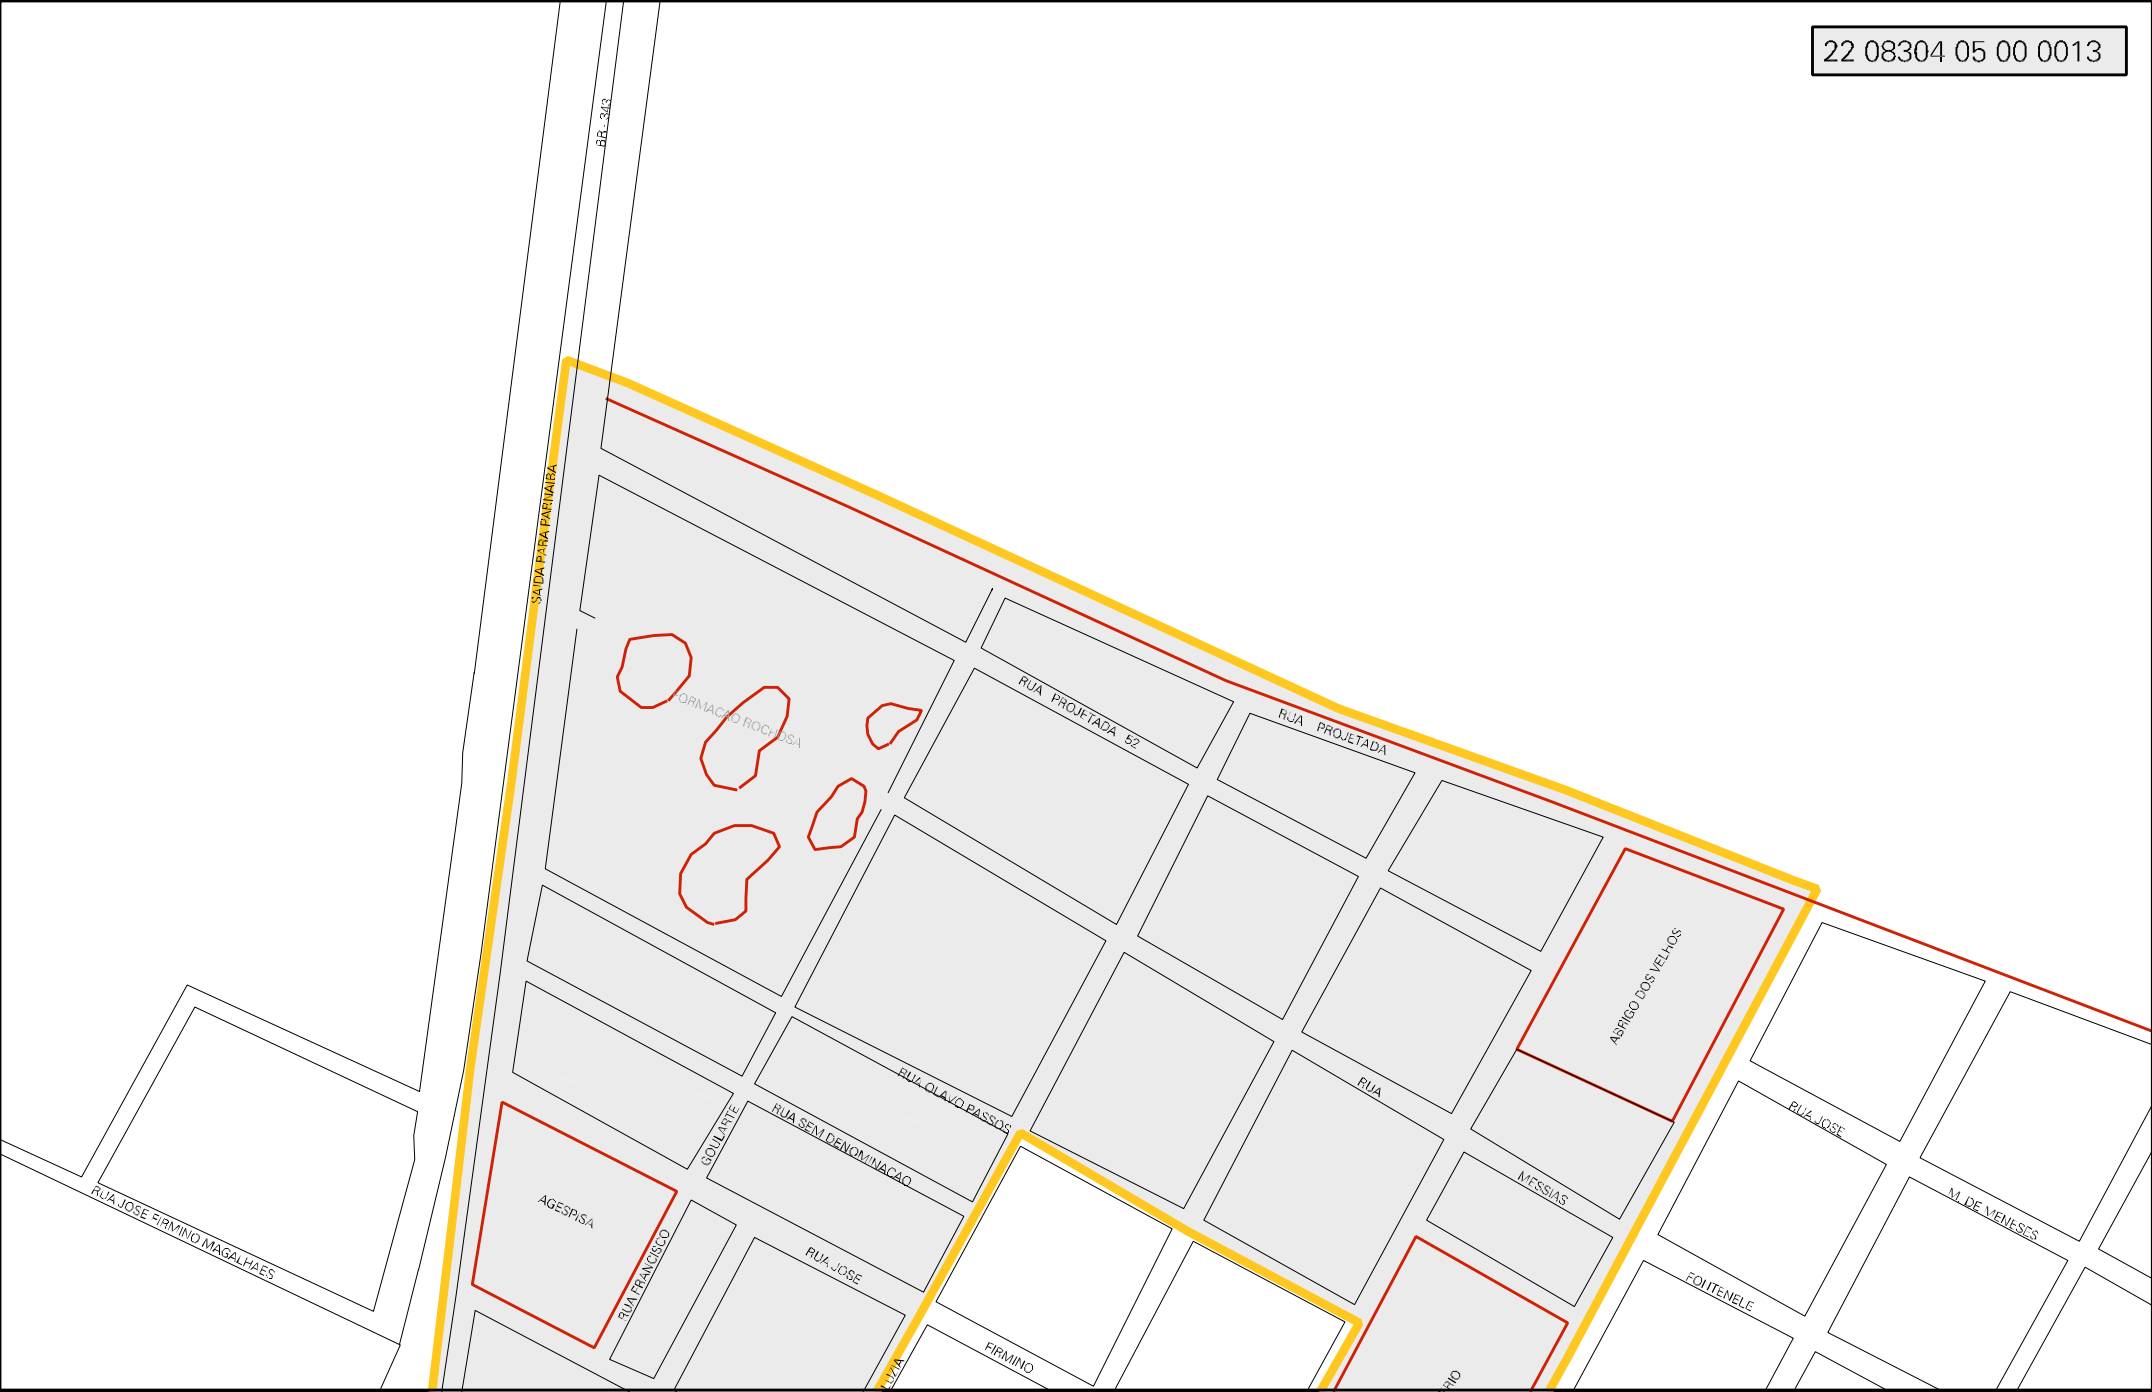 22 08304 05 00 0013
BR - 343
SAIDA PARA PARNAIBA
FORMACAO ROCHOSA
RUA PROJETADA 52
RUA PROJETADA
ABRIGO DOS VELHOS
RUA OLAVO PASSOS
RUA
RUA JOSE
GOULARTE
RUA SEM DENOMINACAO
MESSIAS
M. DE MENESES
AGESPISA
RUA JOSE FIRMINO MAGALHAES
RUA FRANCISCO
RUA JOSE
FONTENELE
FIRMINO
LUZIA
RIO